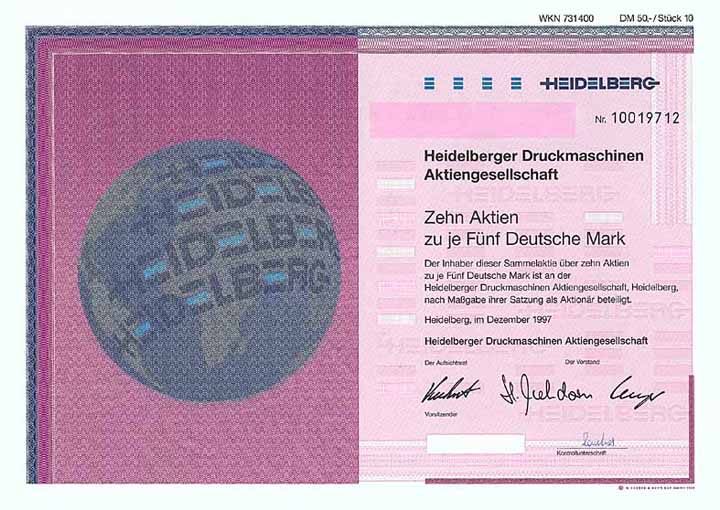 WKN 731400 DM 50,-/Stück 10
HEIDELBERG
Nr. 10019712
Heidelberger Druckmaschinen
Aktiengesellschaft
Zehn Aktien
zu je Fünf Deutsche Mark
Der Inhaber dieser Sammelaktie über zehn Aktien
zu je Fünf Deutsche Mark ist an der
Heidelberger Druckmaschinen Aktiengesellschaft, Heidelberg,
nach Maßgabe ihrer Satzung als Aktionär beteiligt.
Heidelberg, im Dezember 1997
Heidelberger Druckmaschinen Aktiengesellschaft
Der Aufsichtsrat Der Vorstand
Vorsitzender
Kontrollunterschrift
HEIDELBERG
HEIDELBERG
HEIDELBERG
HEIDELBERG